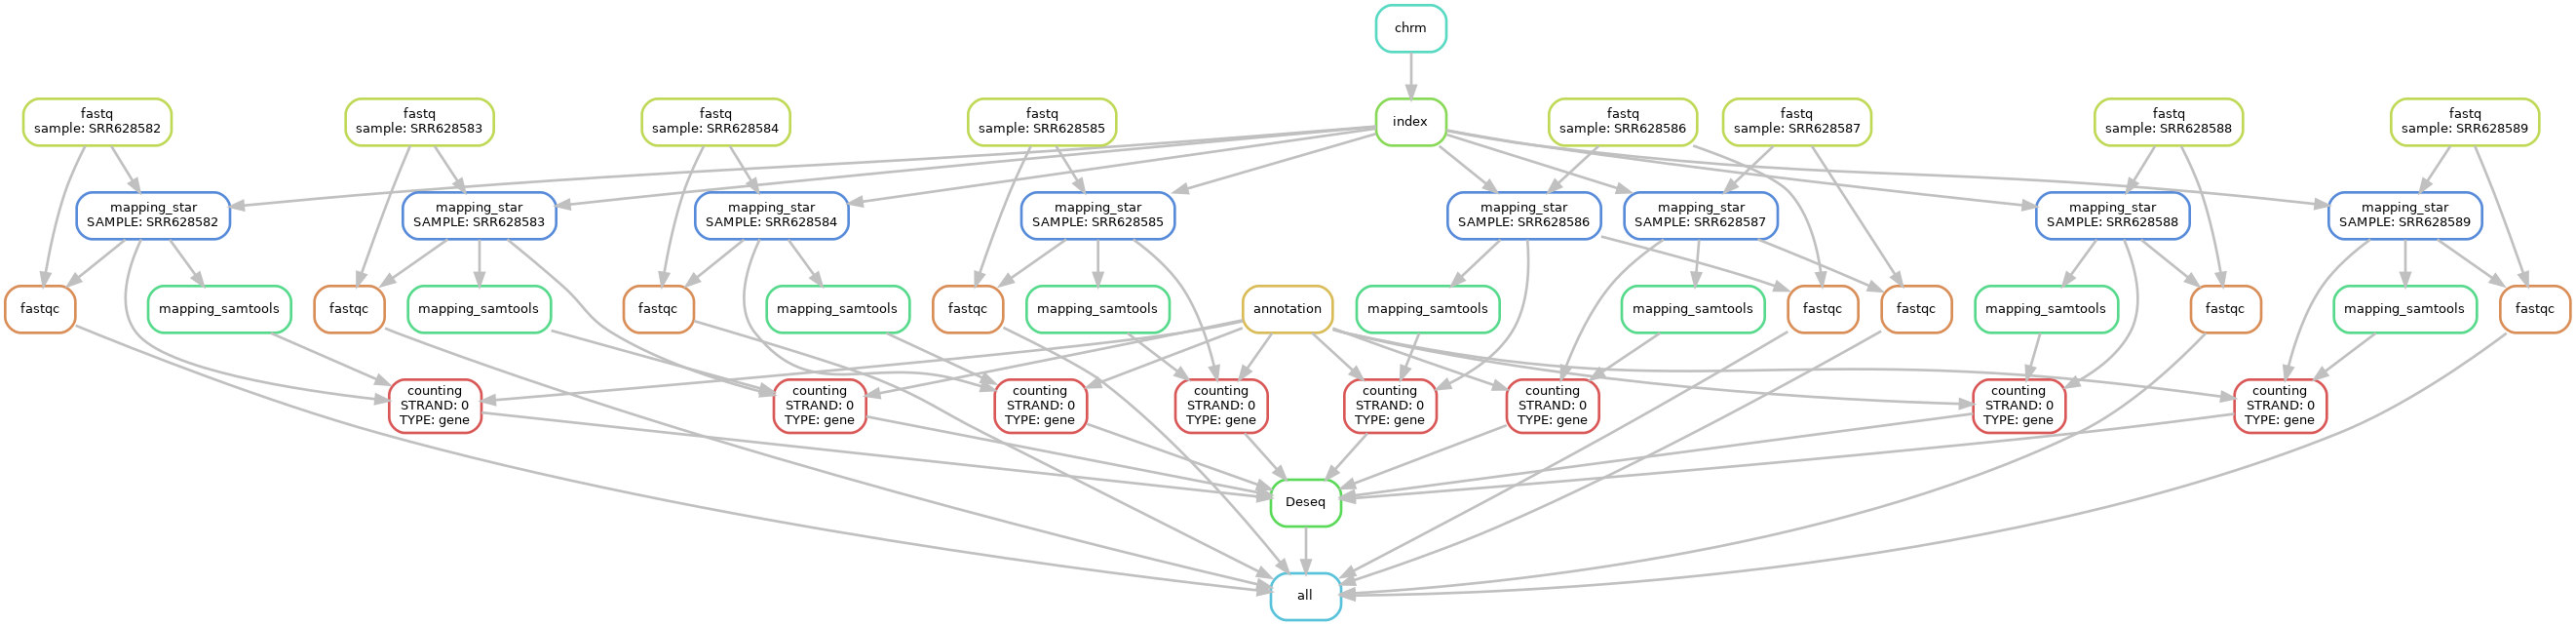 chrm
fastq
sample: SRR628582
fastq
sample: SRR628583
fastq
sample: SRR628584
fastq
sample: SRR628585
index
fastq
sample: SRR628586
fastq
sample: SRR628587
fastq
sample: SRR628588
fastq
sample: SRR628589
mapping_star
SAMPLE: SRR628582
mapping_star
SAMPLE: SRR628583
mapping_star
SAMPLE: SRR628584
mapping_star
SAMPLE: SRR628585
mapping_star
SAMPLE: SRR628586
mapping_star
SAMPLE: SRR628587
mapping_star
SAMPLE: SRR628588
mapping_star
SAMPLE: SRR628589
fastqc
mapping_samtools
fastqc
mapping_samtools
fastqc
mapping_samtools
fastqc
mapping_samtools
annotation
mapping_samtools
mapping_samtools
fastqc
fastqc
mapping_samtools
fastqc
mapping_samtools
fastqc
counting
STRAND: 0
TYPE: gene
counting
STRAND: 0
TYPE: gene
counting
STRAND: 0
TYPE: gene
counting
STRAND: 0
TYPE: gene
counting
STRAND: 0
TYPE: gene
counting
STRAND: 0
TYPE: gene
counting
STRAND: 0
TYPE: gene
counting
STRAND: 0
TYPE: gene
Deseq
all